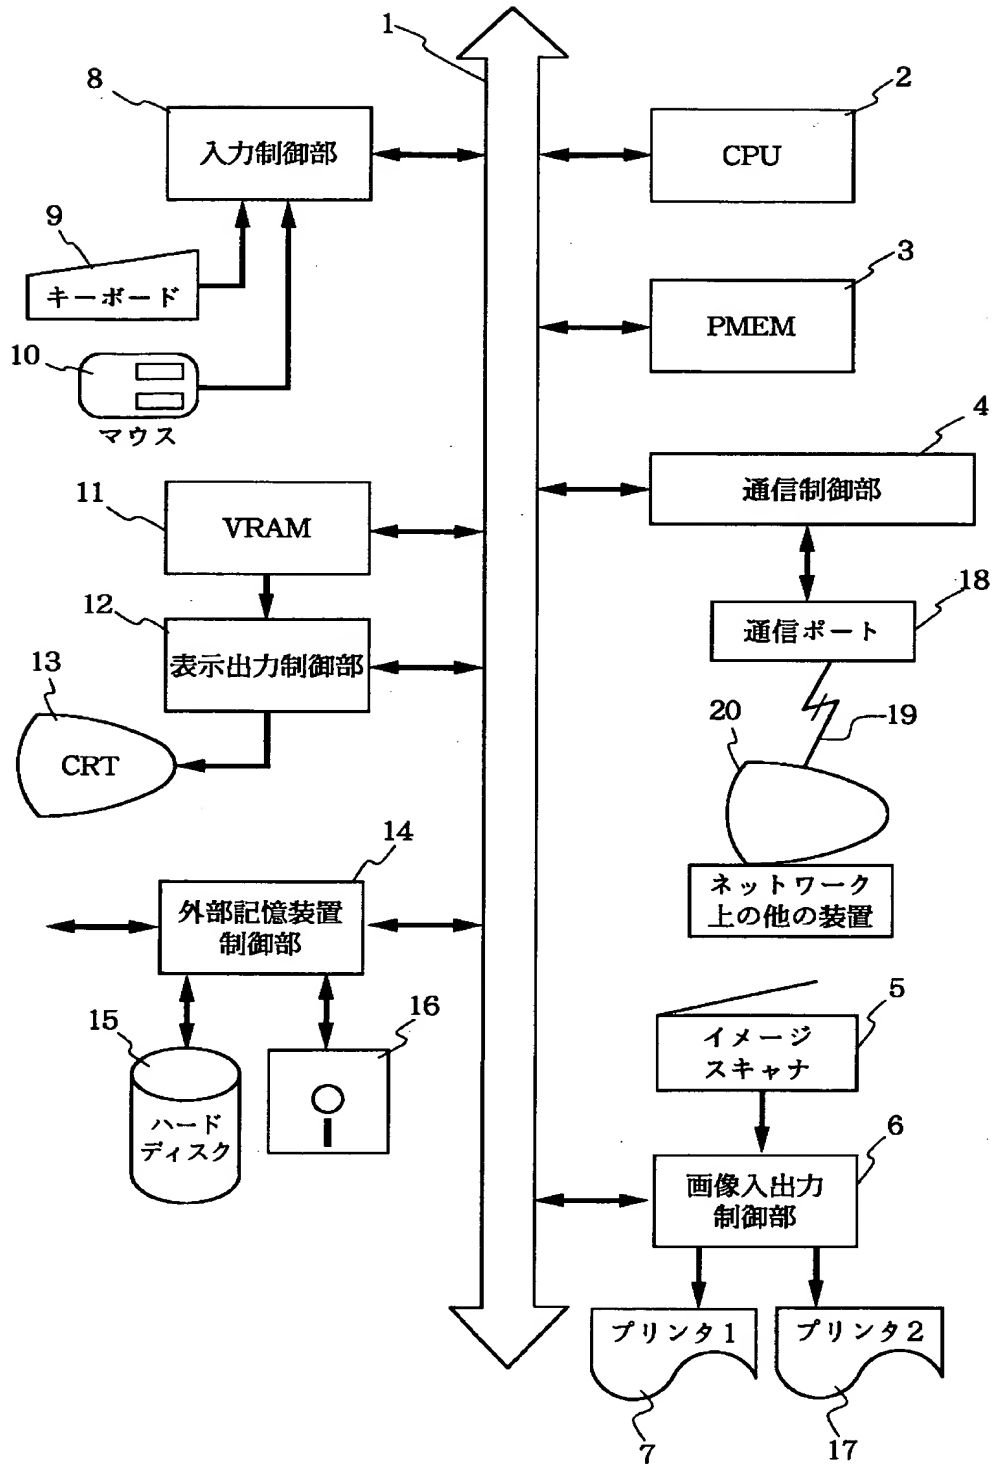 1
8
入力制御部
2
CPU
9
キーボード
3
PMEM
10
マウス
4
通信制御部
11
VRAM
18
通信ポート
12
表示出力制御部
13
CRT
19
20
ネットワーク
上の他の装置
14
外部記憶装置
制御部
15
ハード
ディスク
16
5
イメージ
スキャナ
6
画像入出力
制御部
プリンタ1
プリンタ2
7
17